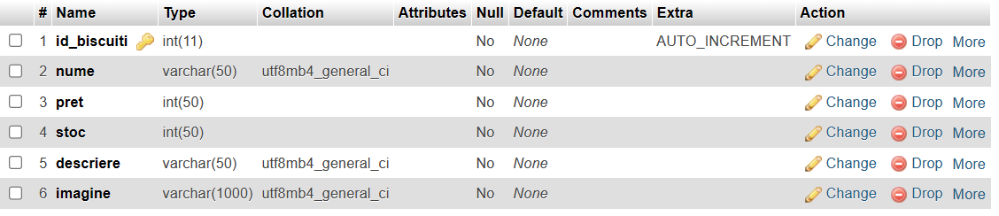 # Name Type Collation Attributes Null Default Comments Extra Action
1 id_biscuiti int(11) No None AUTO_INCREMENT Change Drop More
2 nume varchar(50) utf8mb4_general_ci No None Change Drop More
3 pret int(50) No None Change Drop More
4 stoc int(50) No None Change Drop More
5 descriere varchar(50) utf8mb4_general_ci No None Change Drop More
6 imagine varchar(1000) utf8mb4_general_ci No None Change Drop More